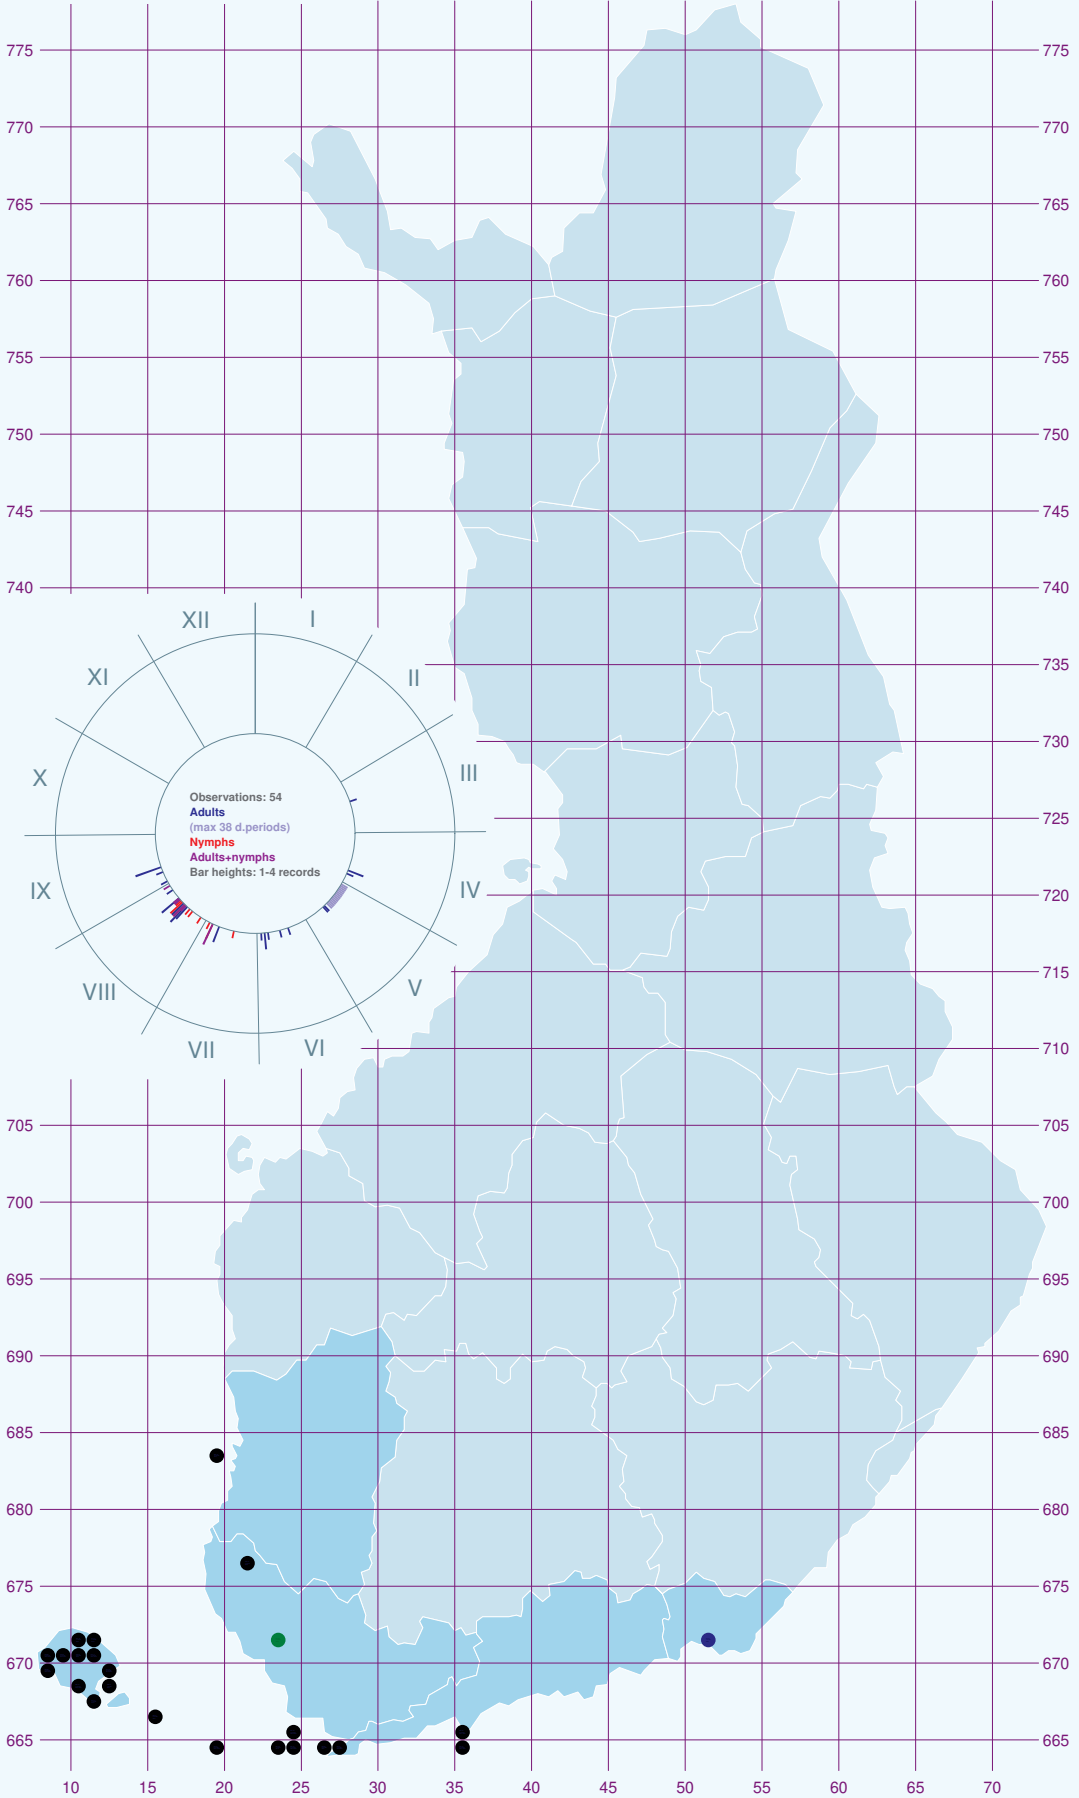 775 775
770 770
765 765
760 760
755 755
750 750
745 745
740 740
XII I
735
XI II
730
X III
Observations: 54
Adults
(max 38 d.periods)
725
Nymphs
Adults+nymphs
Bar heights: 1-4 records
IX IV
720
VIII V
715
VII VI
710
705 705
700 700
695 695
690 690
685 685
680 680
675 675
670 670
665 665
10 15 20 25 30 35 40 45 50 55 60 65 70